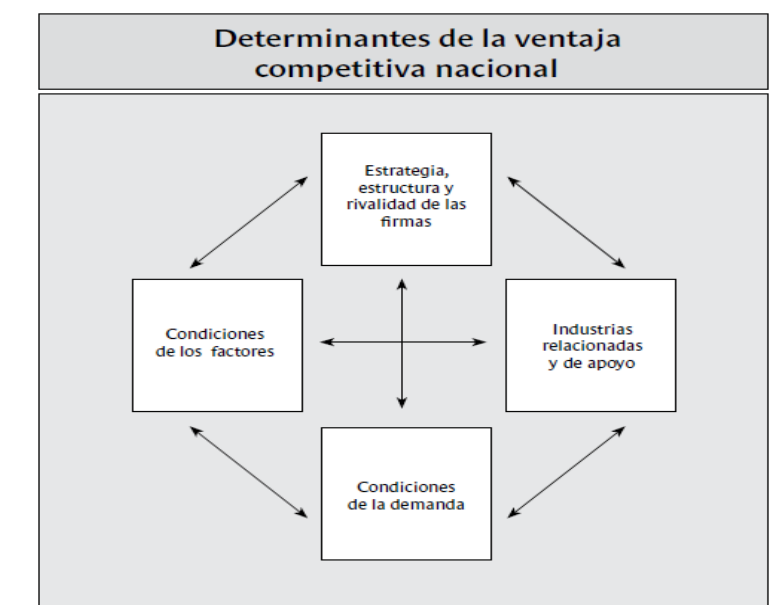 Determinantes de la ventaja
competitiva nacional
Estrategia,
estructura y
rivalidad de las
firmas
Condiciones
de los factores
Industrias
relacionadas
y de apoyo
Condiciones
de la demanda